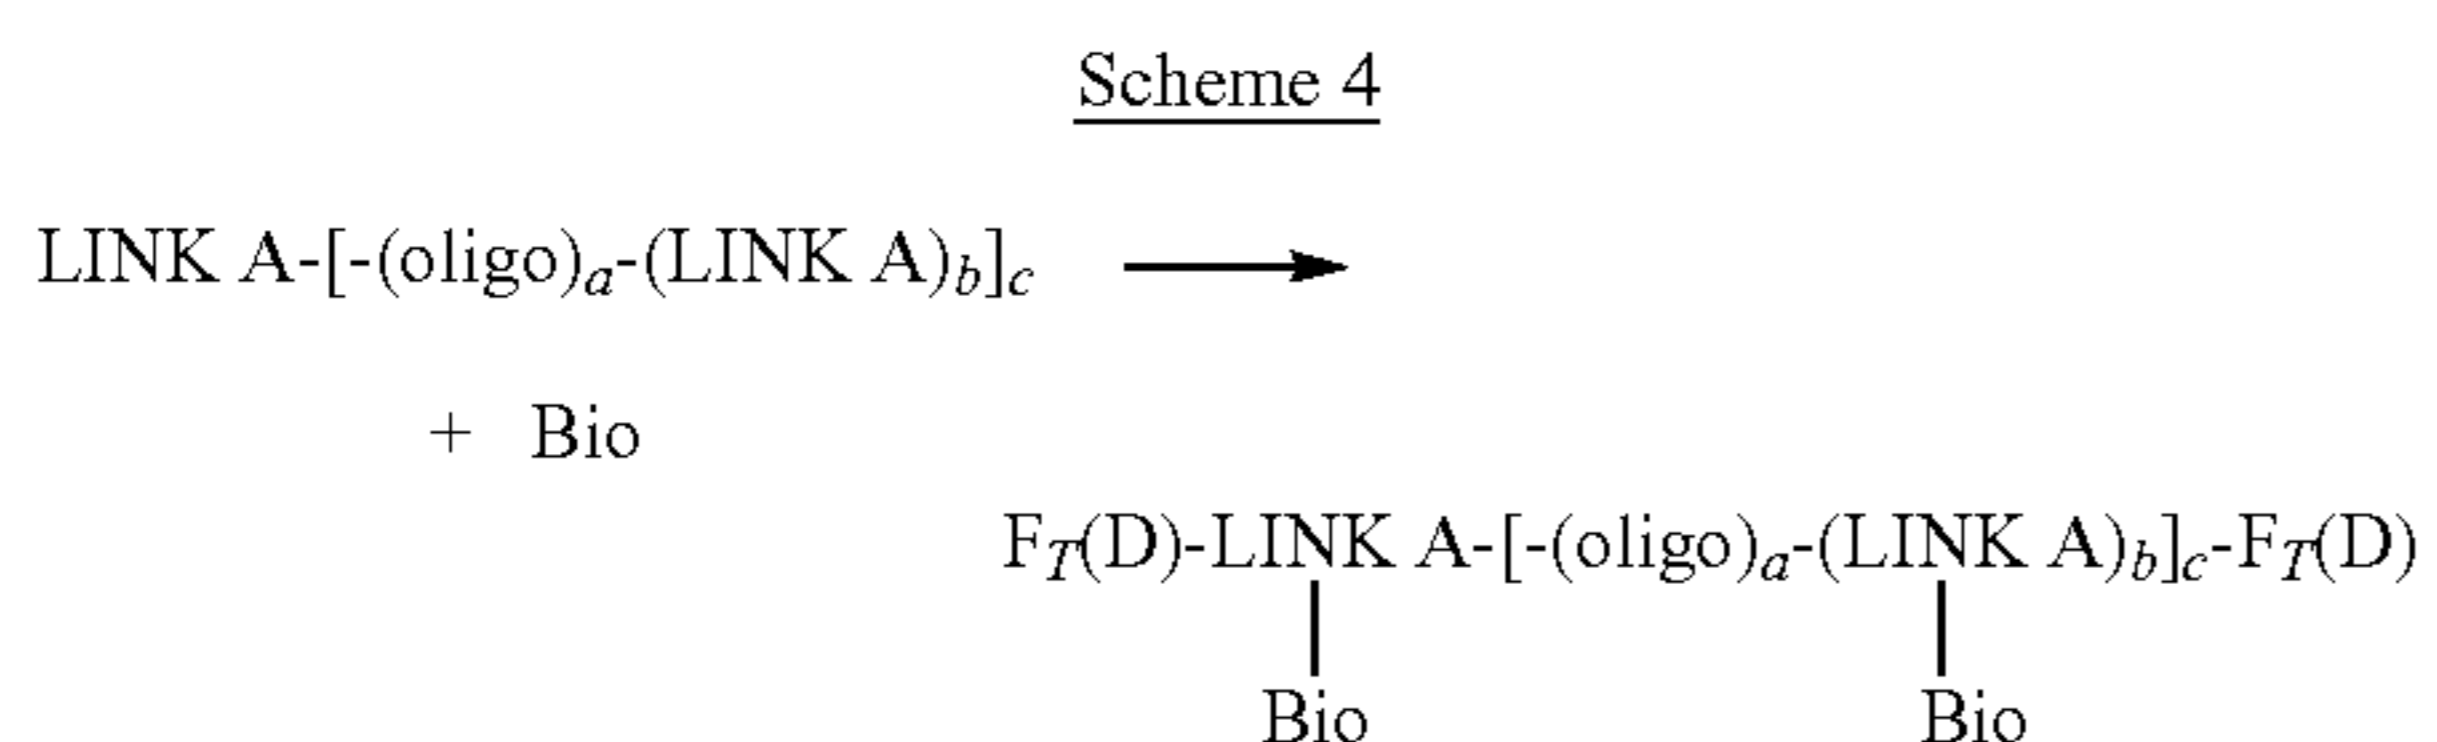 Scheme 4
LINK A-[-(oligo)a-(LINK A)b]c
+ Bio
FT(D)-LINK A-[-(oligo)a-(LINK A)b]c-FT(D)
Bio Bio